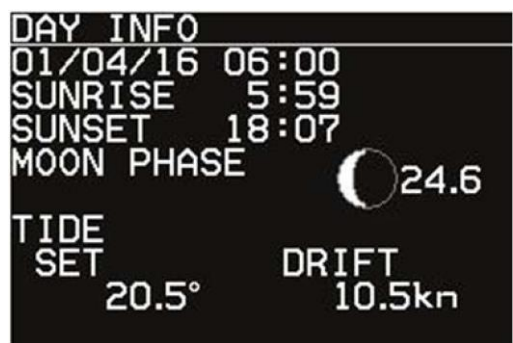 DAY INFO
01/04/16 06:00
SUNRISE 5:59
SUNSET 18:07
MOON PHASE 24.6
TIDE
SET DRIFT
20.5° 10.5kn